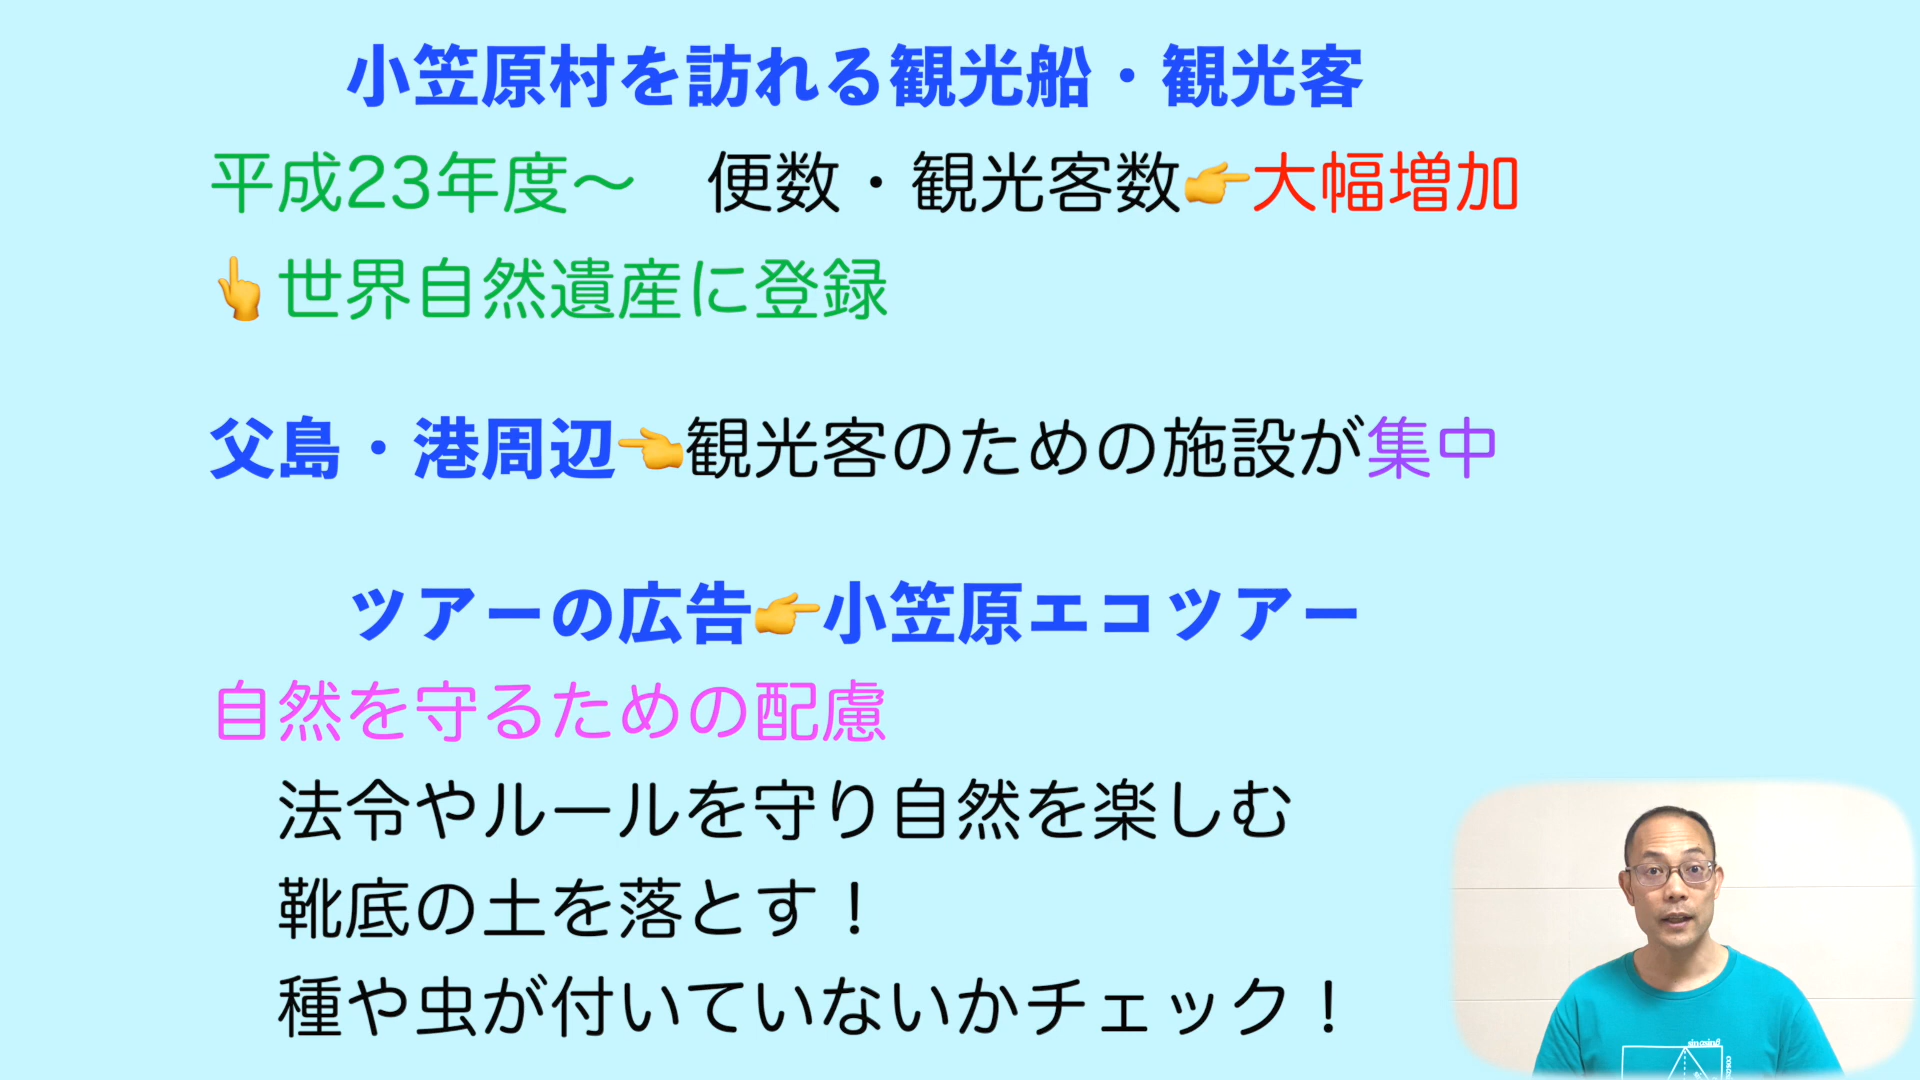 小笠原村を訪れる観光船・観光客
平成23年度〜　便数・観光客数👉大幅増加
👆世界自然遺産に登録
父島・港周辺👈観光客のための施設が集中
ツアーの広告👉小笠原エコツアー
自然を守るための配慮
法令やルールを守り自然を楽しむ
靴底の土を落とす！
種や虫が付いていないかチェック！